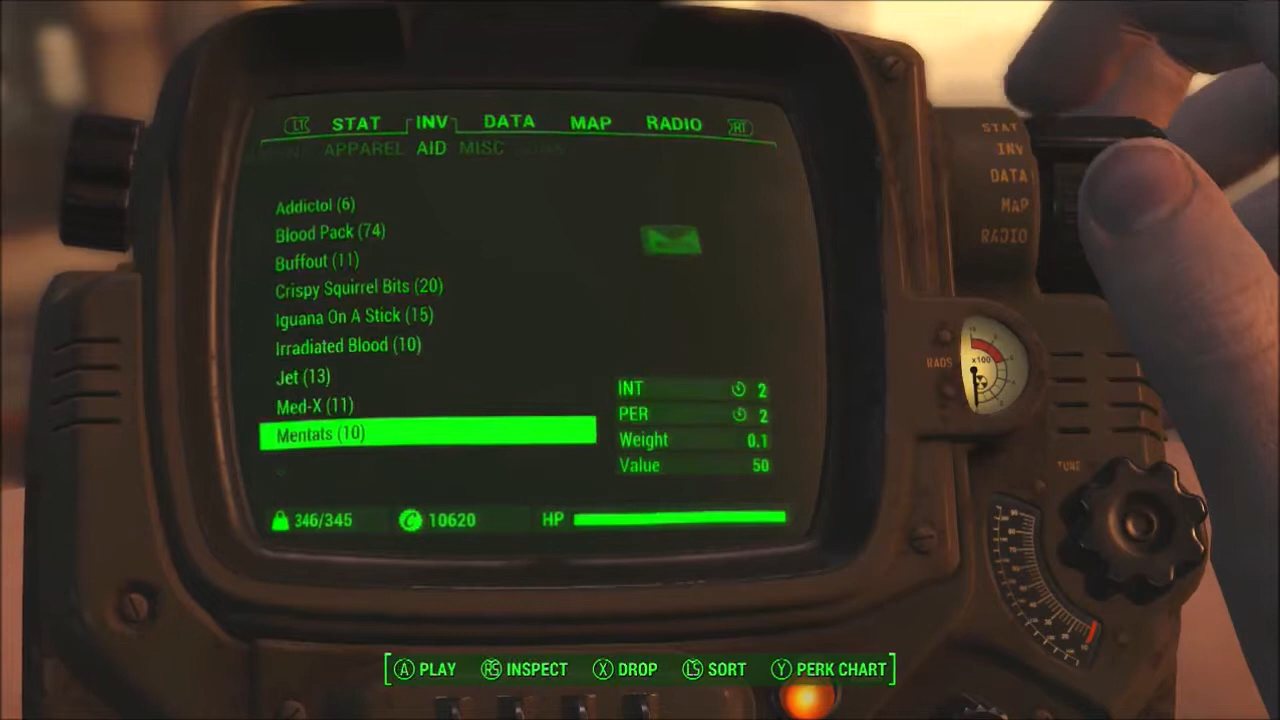 LT STAT INV DATA MAP RADIO RT
APPAREL AID MISC
Addictol (6)
Blood Pack (74)
Buffout (11)
Crispy Squirrel Bits (20)
Iguana On A Stick (15)
Irradiated Blood (10)
Jet (13)
Med-X (11)
Mentats (10)
INT 2
PER 2
Weight 0.1
Value 50
346/345 10620 HP
STAT
INV
DATA
MAP
RADIO
RADS
x100
TUNE
A PLAY RS INSPECT X DROP LS SORT Y PERK CHART